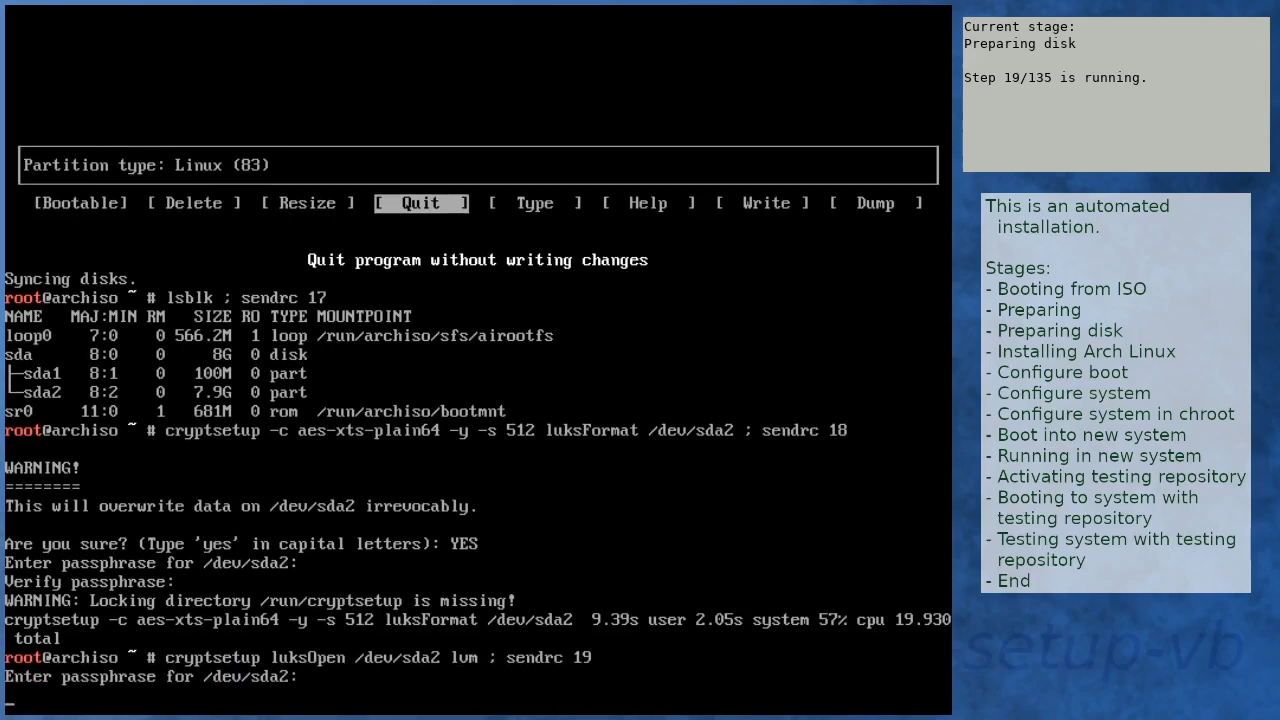 Partition type: Linux (83)
[Bootable] [ Delete ] [ Resize ] [ Quit ] [ Type ] [ Help ] [ Write ] [ Dump ]
Quit program without writing changes
Syncing disks.
root@archiso ~ # lsblk ; sendrc 17
NAME MAJ:MIN RM SIZE RO TYPE MOUNTPOINT
loop0 7:0 0 566.2M 1 loop /run/archiso/sfs/airootfs
sda 8:0 0 8G 0 disk
├─sda1 8:1 0 100M 0 part
└─sda2 8:2 0 7.9G 0 part
sr0 11:0 1 681M 0 rom /run/archiso/bootmnt
root@archiso ~ # cryptsetup -c aes-xts-plain64 -y -s 512 luksFormat /dev/sda2 ; sendrc 18
WARNING!
========
This will overwrite data on /dev/sda2 irrevocably.
Are you sure? (Type 'yes' in capital letters): YES
Enter passphrase for /dev/sda2:
Verify passphrase:
WARNING: Locking directory /run/cryptsetup is missing!
cryptsetup -c aes-xts-plain64 -y -s 512 luksFormat /dev/sda2 9.39s user 2.05s system 57% cpu 19.930
total
root@archiso ~ # cryptsetup luksOpen /dev/sda2 lvm ; sendrc 19
Enter passphrase for /dev/sda2:
_
Current stage:
Preparing disk
Step 19/135 is running.
This is an automated
installation.
Stages:
- Booting from ISO
- Preparing
- Preparing disk
- Installing Arch Linux
- Configure boot
- Configure system
- Configure system in chroot
- Boot into new system
- Running in new system
- Activating testing repository
- Booting to system with
testing repository
- Testing system with testing
repository
- End
setup-vb